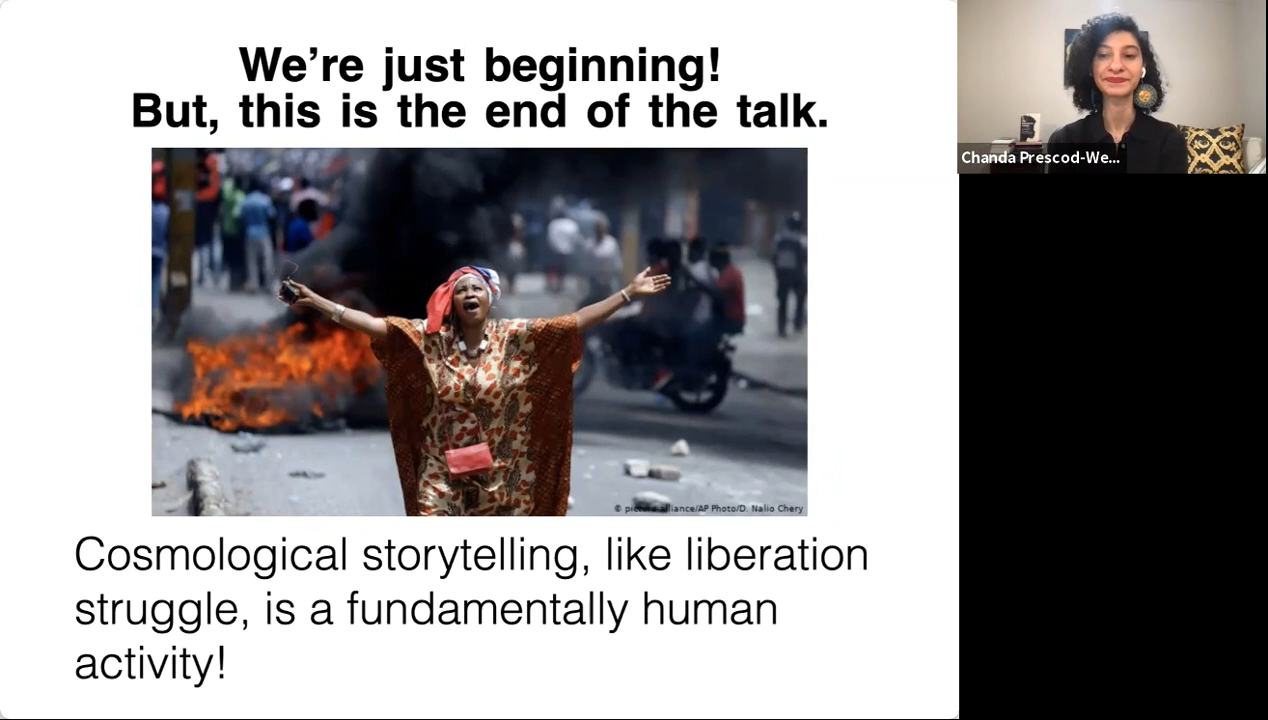 We’re just beginning!
But, this is the end of the talk.
© picture-alliance/AP Photo/D. Nalio Chery
Cosmological storytelling, like liberation
struggle, is a fundamentally human
activity!
Chanda Prescod-We...